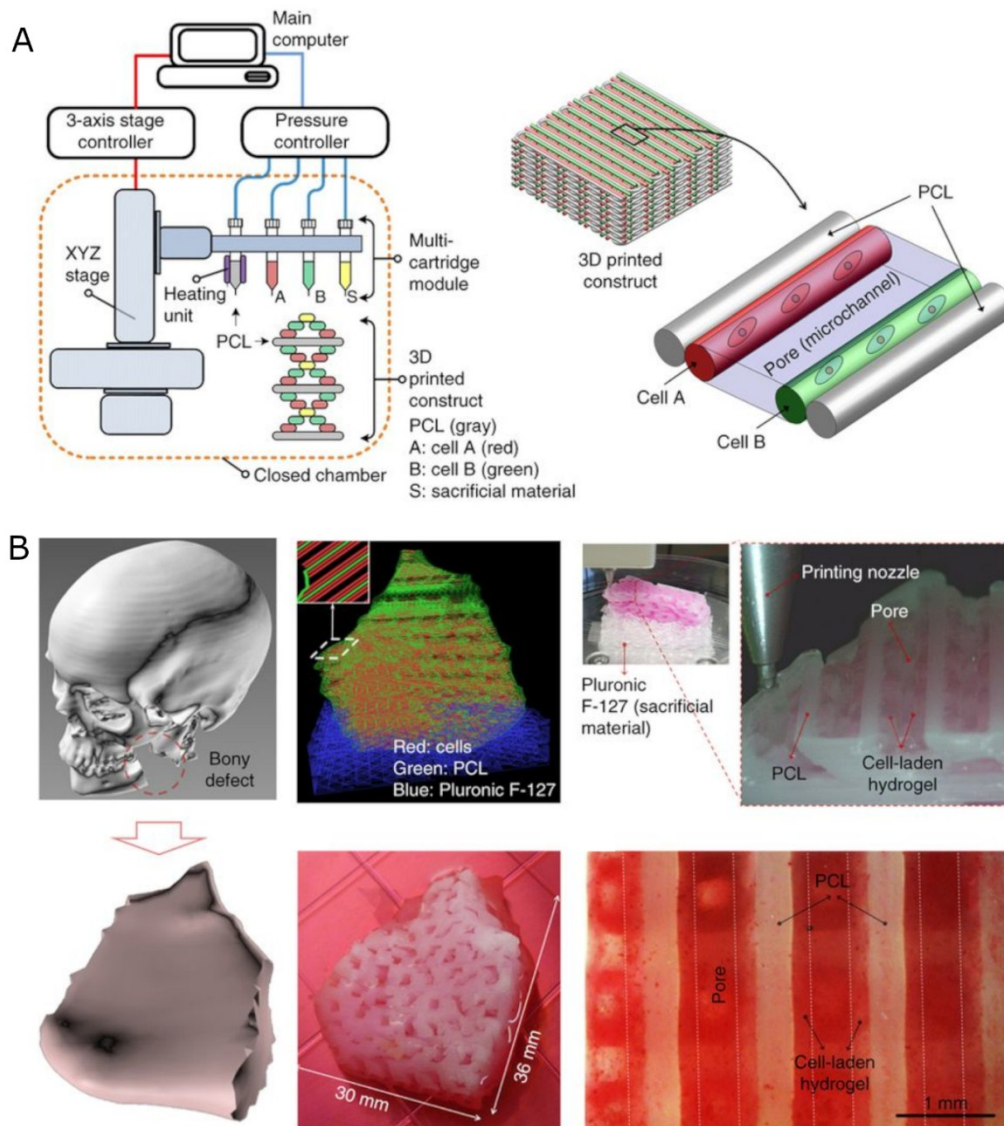 A
Main
computer
3-axis stage
controller
Pressure
controller
XYZ
stage
Heating
unit
A
B
S
PCL
Multi-
cartridge
module
3D
printed
construct
PCL (gray)
A: cell A (red)
B: cell B (green)
S: sacrificial material
Closed chamber
3D printed
construct
PCL
Pore (microchannel)
Cell A
Cell B
B
Bony
defect
Red: cells
Green: PCL
Blue: Pluronic F-127
Pluronic
F-127 (sacrificial
material)
Printing nozzle
Pore
PCL
Cell-laden
hydrogel
30 mm
36 mm
PCL
Pore
Cell-laden
hydrogel
1 mm